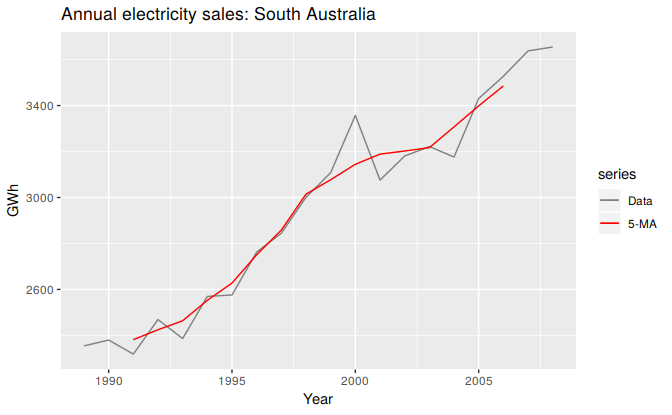 Annual electricity sales: South Australia
GWh
3400
3000
2600
1990
1995
2000
2005
Year
series
Data
5-MA